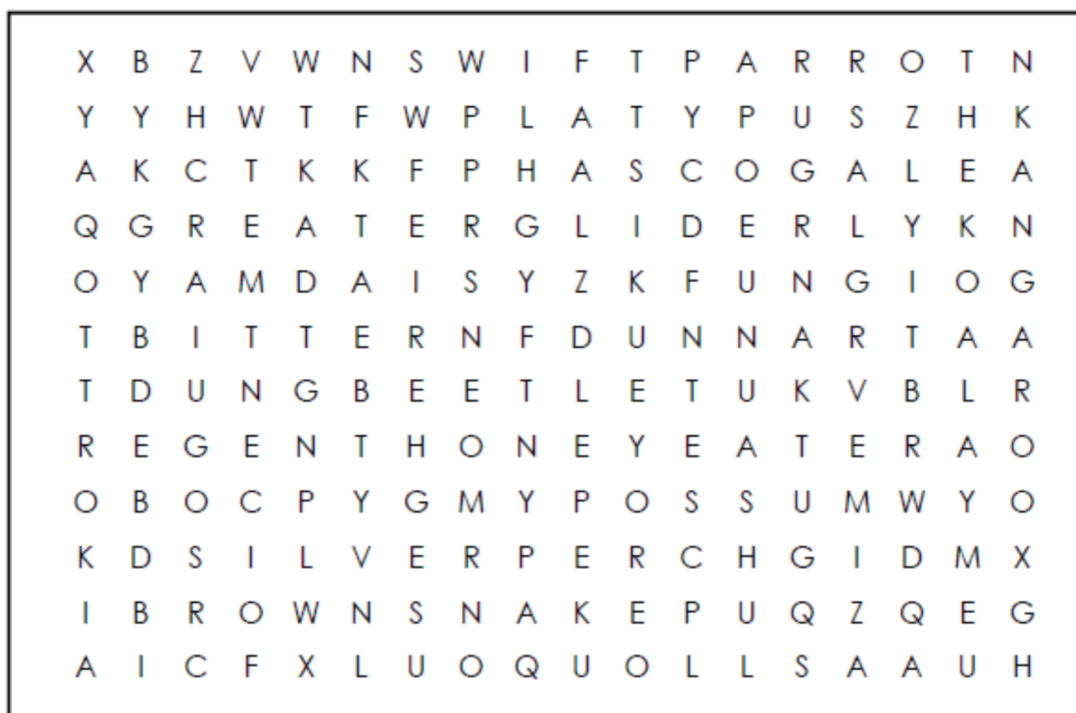 X B Z V W N S W I F T P A R R O T N
Y Y H W T F W P L A T Y P U S Z H K
A K C T K K F P H A S C O G A L E A
Q G R E A T E R G L I D E R L Y K N
O Y A M D A I S Y Z K F U N G I O G
T B I T T E R N F D U N N A R T A A
T D U N G B E E T L E T U K V B L R
R E G E N T H O N E Y E A T E R A O
O B O C P Y G M Y P O S S U M W Y O
K D S I L V E R P E R C H G I D M X
I B R O W N S N A K E P U Q Z Q E G
A I C F X L U O Q U O L L S A A U H